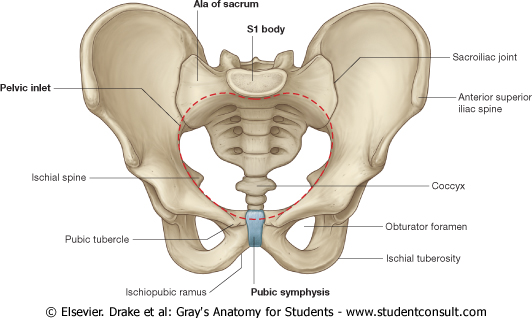 Ala of sacrum
S1 body
Sacroiliac joint
Pelvic inlet
Anterior superior
iliac spine
Ischial spine
Coccyx
Pubic tubercle
Obturator foramen
Ischial tuberosity
Ischiopubic ramus
Pubic symphysis
© Elsevier. Drake et al: Gray's Anatomy for Students - www.studentconsult.com